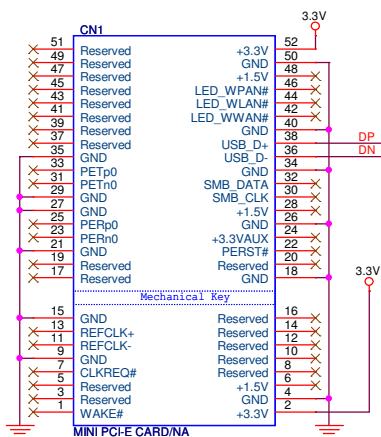 3.3V
CN1
51 Reserved +3.3V 52
49 Reserved GND 50
47 Reserved +1.5V 48
45 Reserved LED_WPAN# 46
43 Reserved LED_WLAN# 44
41 Reserved LED_WWAN# 42
39 Reserved GND 40
37 Reserved USB_D+ 38 DP
35 GND USB_D- 36 DN
33 PETp0 GND 34
31 PETn0 SMB_DATA 32
29 GND SMB_CLK 30
27 GND +1.5V 28
25 PERp0 GND 26
23 PERn0 +3.3VAUX 24
21 GND PERST# 22
19 Reserved Reserved 20
17 Reserved GND 18
3.3V
Mechanical Key
15 GND Reserved 16
13 REFCLK+ Reserved 14
11 REFCLK- Reserved 12
9 GND Reserved 10
7 CLKREQ# Reserved 8
5 Reserved +1.5V 6
3 Reserved GND 4
1 WAKE# +3.3V 2
MINI PCI-E CARD/NA